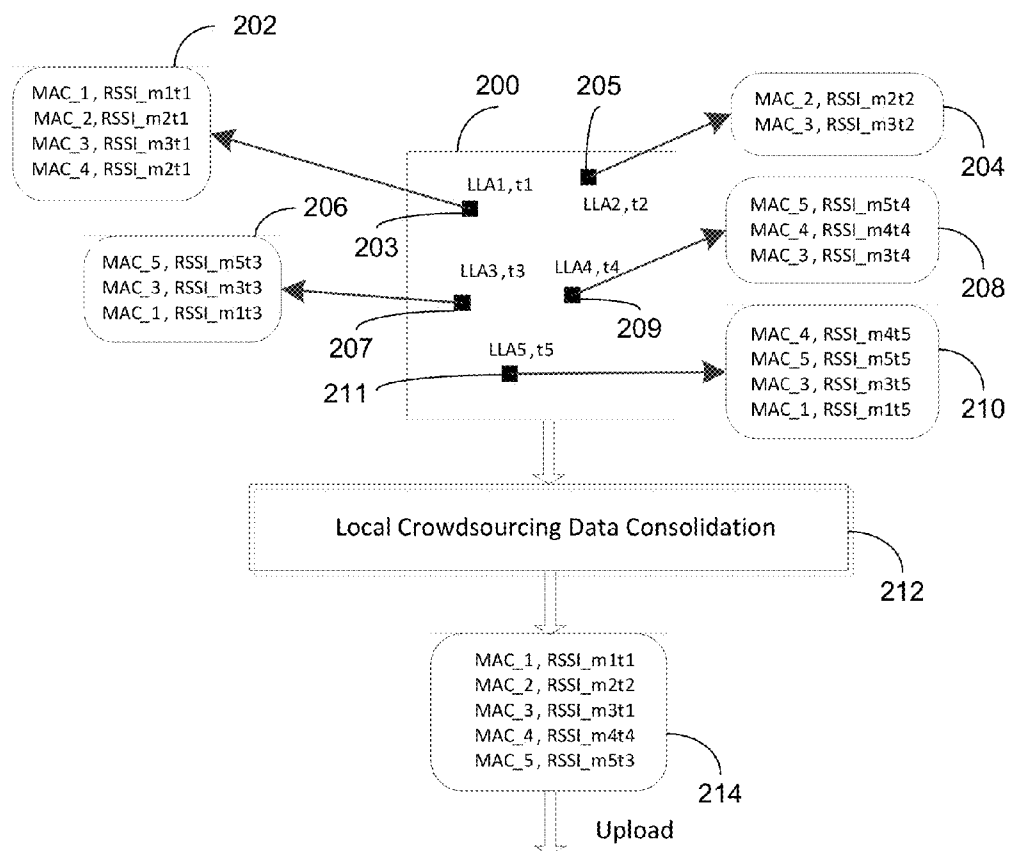 202
MAC_1, RSSI_m1t1
MAC_2, RSSI_m2t1
MAC_3, RSSI_m3t1
MAC_4, RSSI_m2t1
200
205
MAC_2, RSSI_m2t2
MAC_3, RSSI_m3t2
204
LLA1, t1
203
LLA2, t2
206
MAC_5, RSSI_m5t3
MAC_3, RSSI_m3t3
MAC_1, RSSI_m1t3
LLA3, t3
207
LLA4, t4
209
MAC_5, RSSI_m5t4
MAC_4, RSSI_m4t4
MAC_3, RSSI_m3t4
208
LLA5, t5
211
MAC_4, RSSI_m4t5
MAC_5, RSSI_m5t5
MAC_3, RSSI_m3t5
MAC_1, RSSI_m1t5
210
Local Crowdsourcing Data Consolidation
212
MAC_1, RSSI_m1t1
MAC_2, RSSI_m2t2
MAC_3, RSSI_m3t1
MAC_4, RSSI_m4t4
MAC_5, RSSI_m5t3
214
Upload